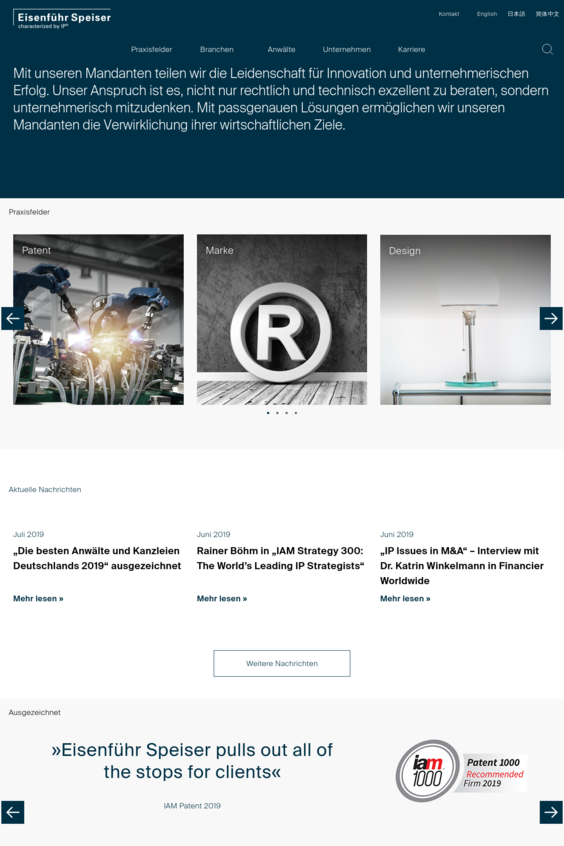 Eisenführ Speiser
characterized by IP®
Kontakt English 日本語 简体中文
Praxisfelder Branchen Anwälte Unternehmen Karriere
Mit unseren Mandanten teilen wir die Leidenschaft für Innovation und unternehmerischen
Erfolg. Unser Anspruch ist es, nicht nur rechtlich und technisch exzellent zu beraten, sondern
unternehmerisch mitzudenken. Mit passgenauen Lösungen ermöglichen wir unseren
Mandanten die Verwirklichung ihrer wirtschaftlichen Ziele.
Praxisfelder
Patent
Marke
Design
R
Aktuelle Nachrichten
Juli 2019
„Die besten Anwälte und Kanzleien
Deutschlands 2019“ ausgezeichnet
Mehr lesen »
Juni 2019
Rainer Böhm in „IAM Strategy 300:
The World’s Leading IP Strategists“
Mehr lesen »
Juni 2019
„IP Issues in M&A“ – Interview mit
Dr. Katrin Winkelmann in Financier
Worldwide
Mehr lesen »
Weitere Nachrichten
Ausgezeichnet
»Eisenführ Speiser pulls out all of
the stops for clients«
IAM Patent 2019
iam
1000
Patent 1000
Recommended
Firm 2019